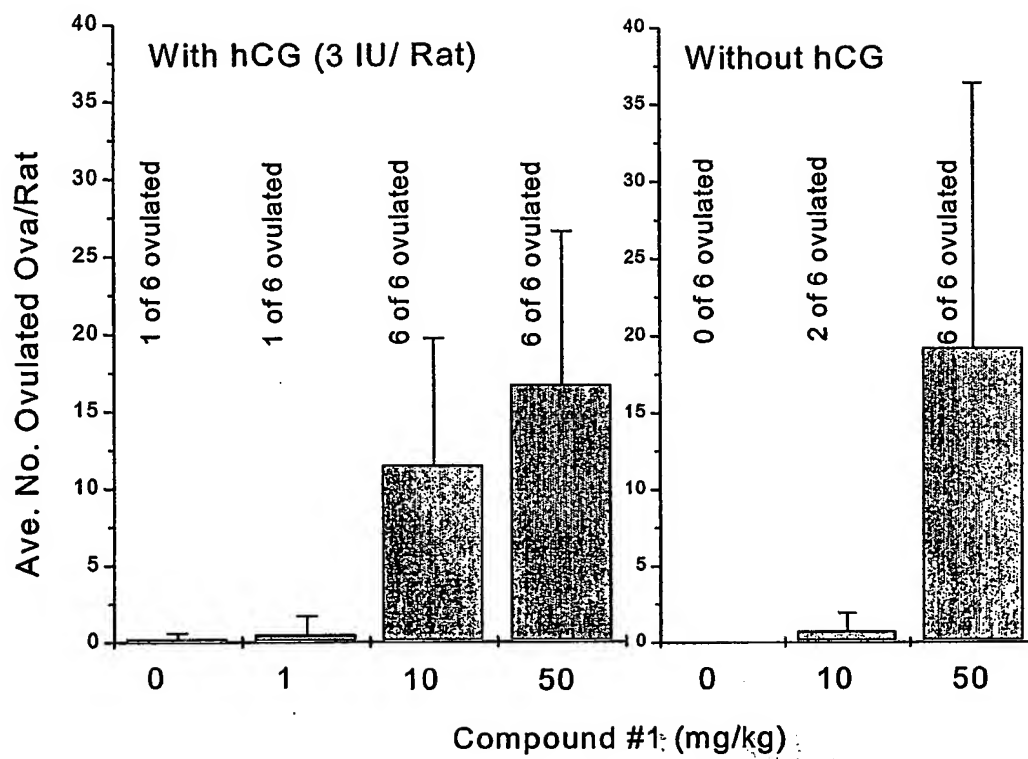 Ave. No. Ovulated Ova/Rat
With hCG (3 IU/ Rat)
40
35
30
25
20
15
10
5
0
1 of 6 ovulated
1 of 6 ovulated
6 of 6 ovulated
6 of 6 ovulated
0
1
10
50
Without hCG
40
35
30
25
20
15
10
5
0
0 of 6 ovulated
2 of 6 ovulated
6 of 6 ovulated
0
10
50
Compound #1 (mg/kg)